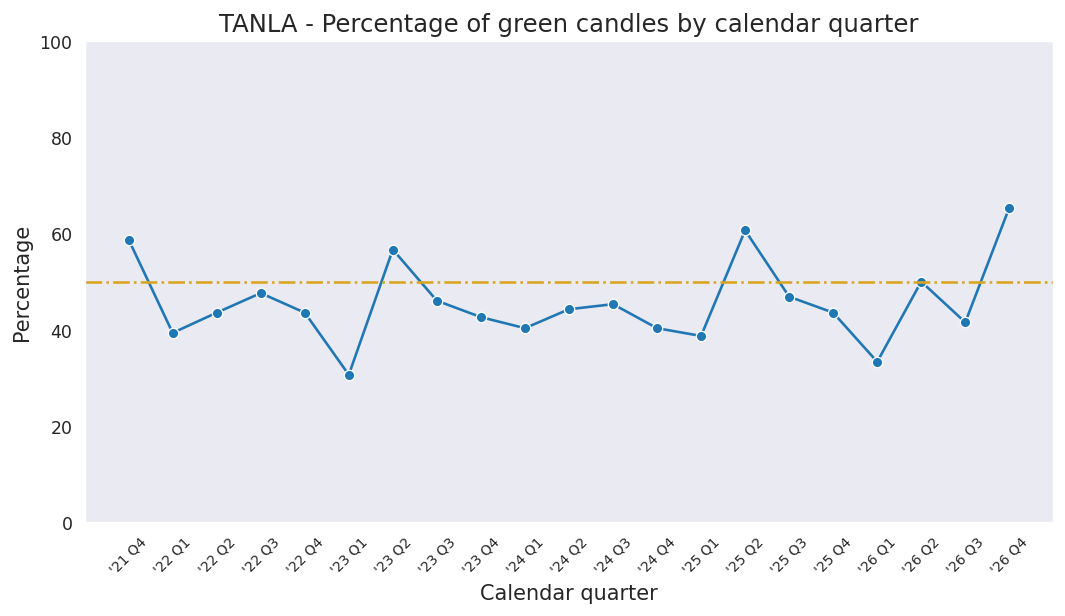 TANLA - Percentage of green candles by calendar quarter
100
80
60
40
20
0
Percentage
'21 Q4
'22 Q1
'22 Q2
'22 Q3
'22 Q4
'23 Q1
'23 Q2
'23 Q3
'23 Q4
'24 Q1
'24 Q2
'24 Q3
'24 Q4
'25 Q1
'25 Q2
'25 Q3
'25 Q4
'26 Q1
'26 Q2
'26 Q3
'26 Q4
Calendar quarter